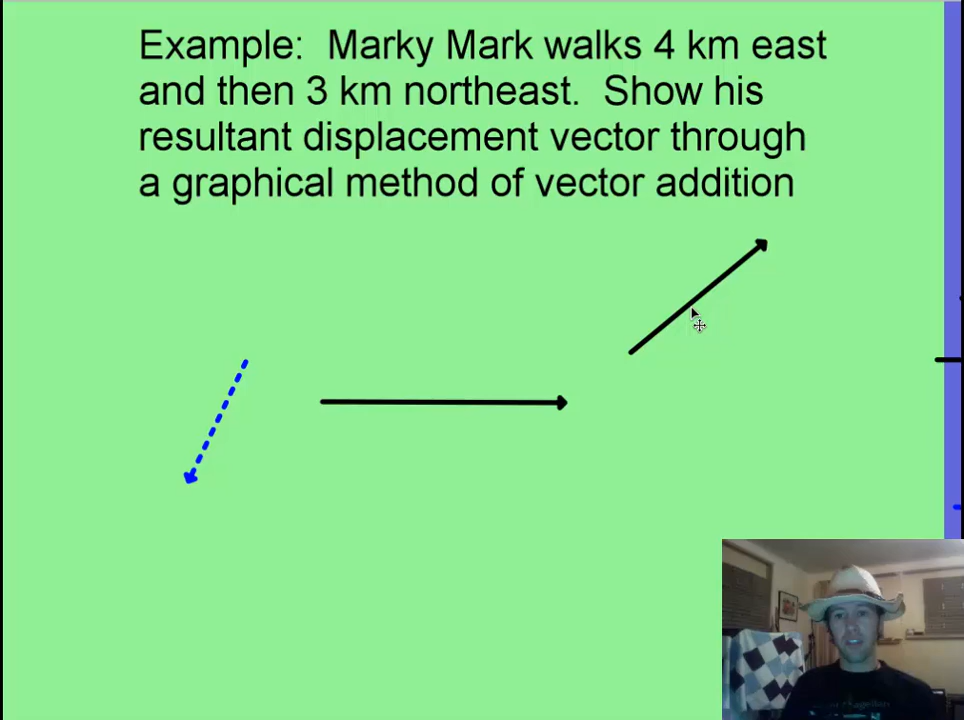 Example: Marky Mark walks 4 km east
and then 3 km northeast. Show his
resultant displacement vector through
a graphical method of vector addition